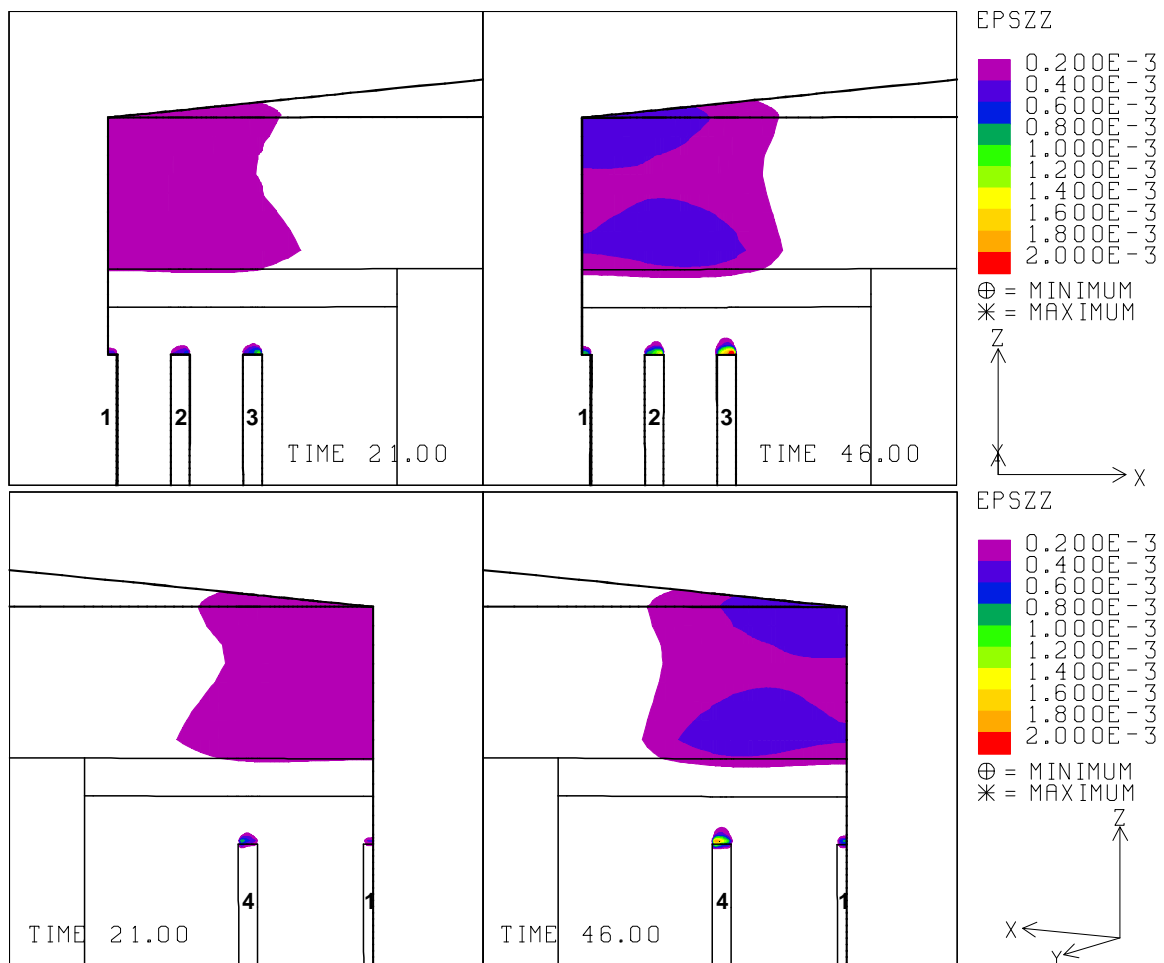 EPSZZ
0.200E-3
0.400E-3
0.600E-3
0.800E-3
1.000E-3
1.200E-3
1.400E-3
1.600E-3
1.800E-3
2.000E-3
⊕ = MINIMUM
✳ = MAXIMUM
Z
X
X
1 2 3
TIME 21.00
1 2 3
TIME 46.00
EPSZZ
0.200E-3
0.400E-3
0.600E-3
0.800E-3
1.000E-3
1.200E-3
1.400E-3
1.600E-3
1.800E-3
2.000E-3
⊕ = MINIMUM
✳ = MAXIMUM
Z
X
Y
4 1
TIME 21.00
4 1
TIME 46.00